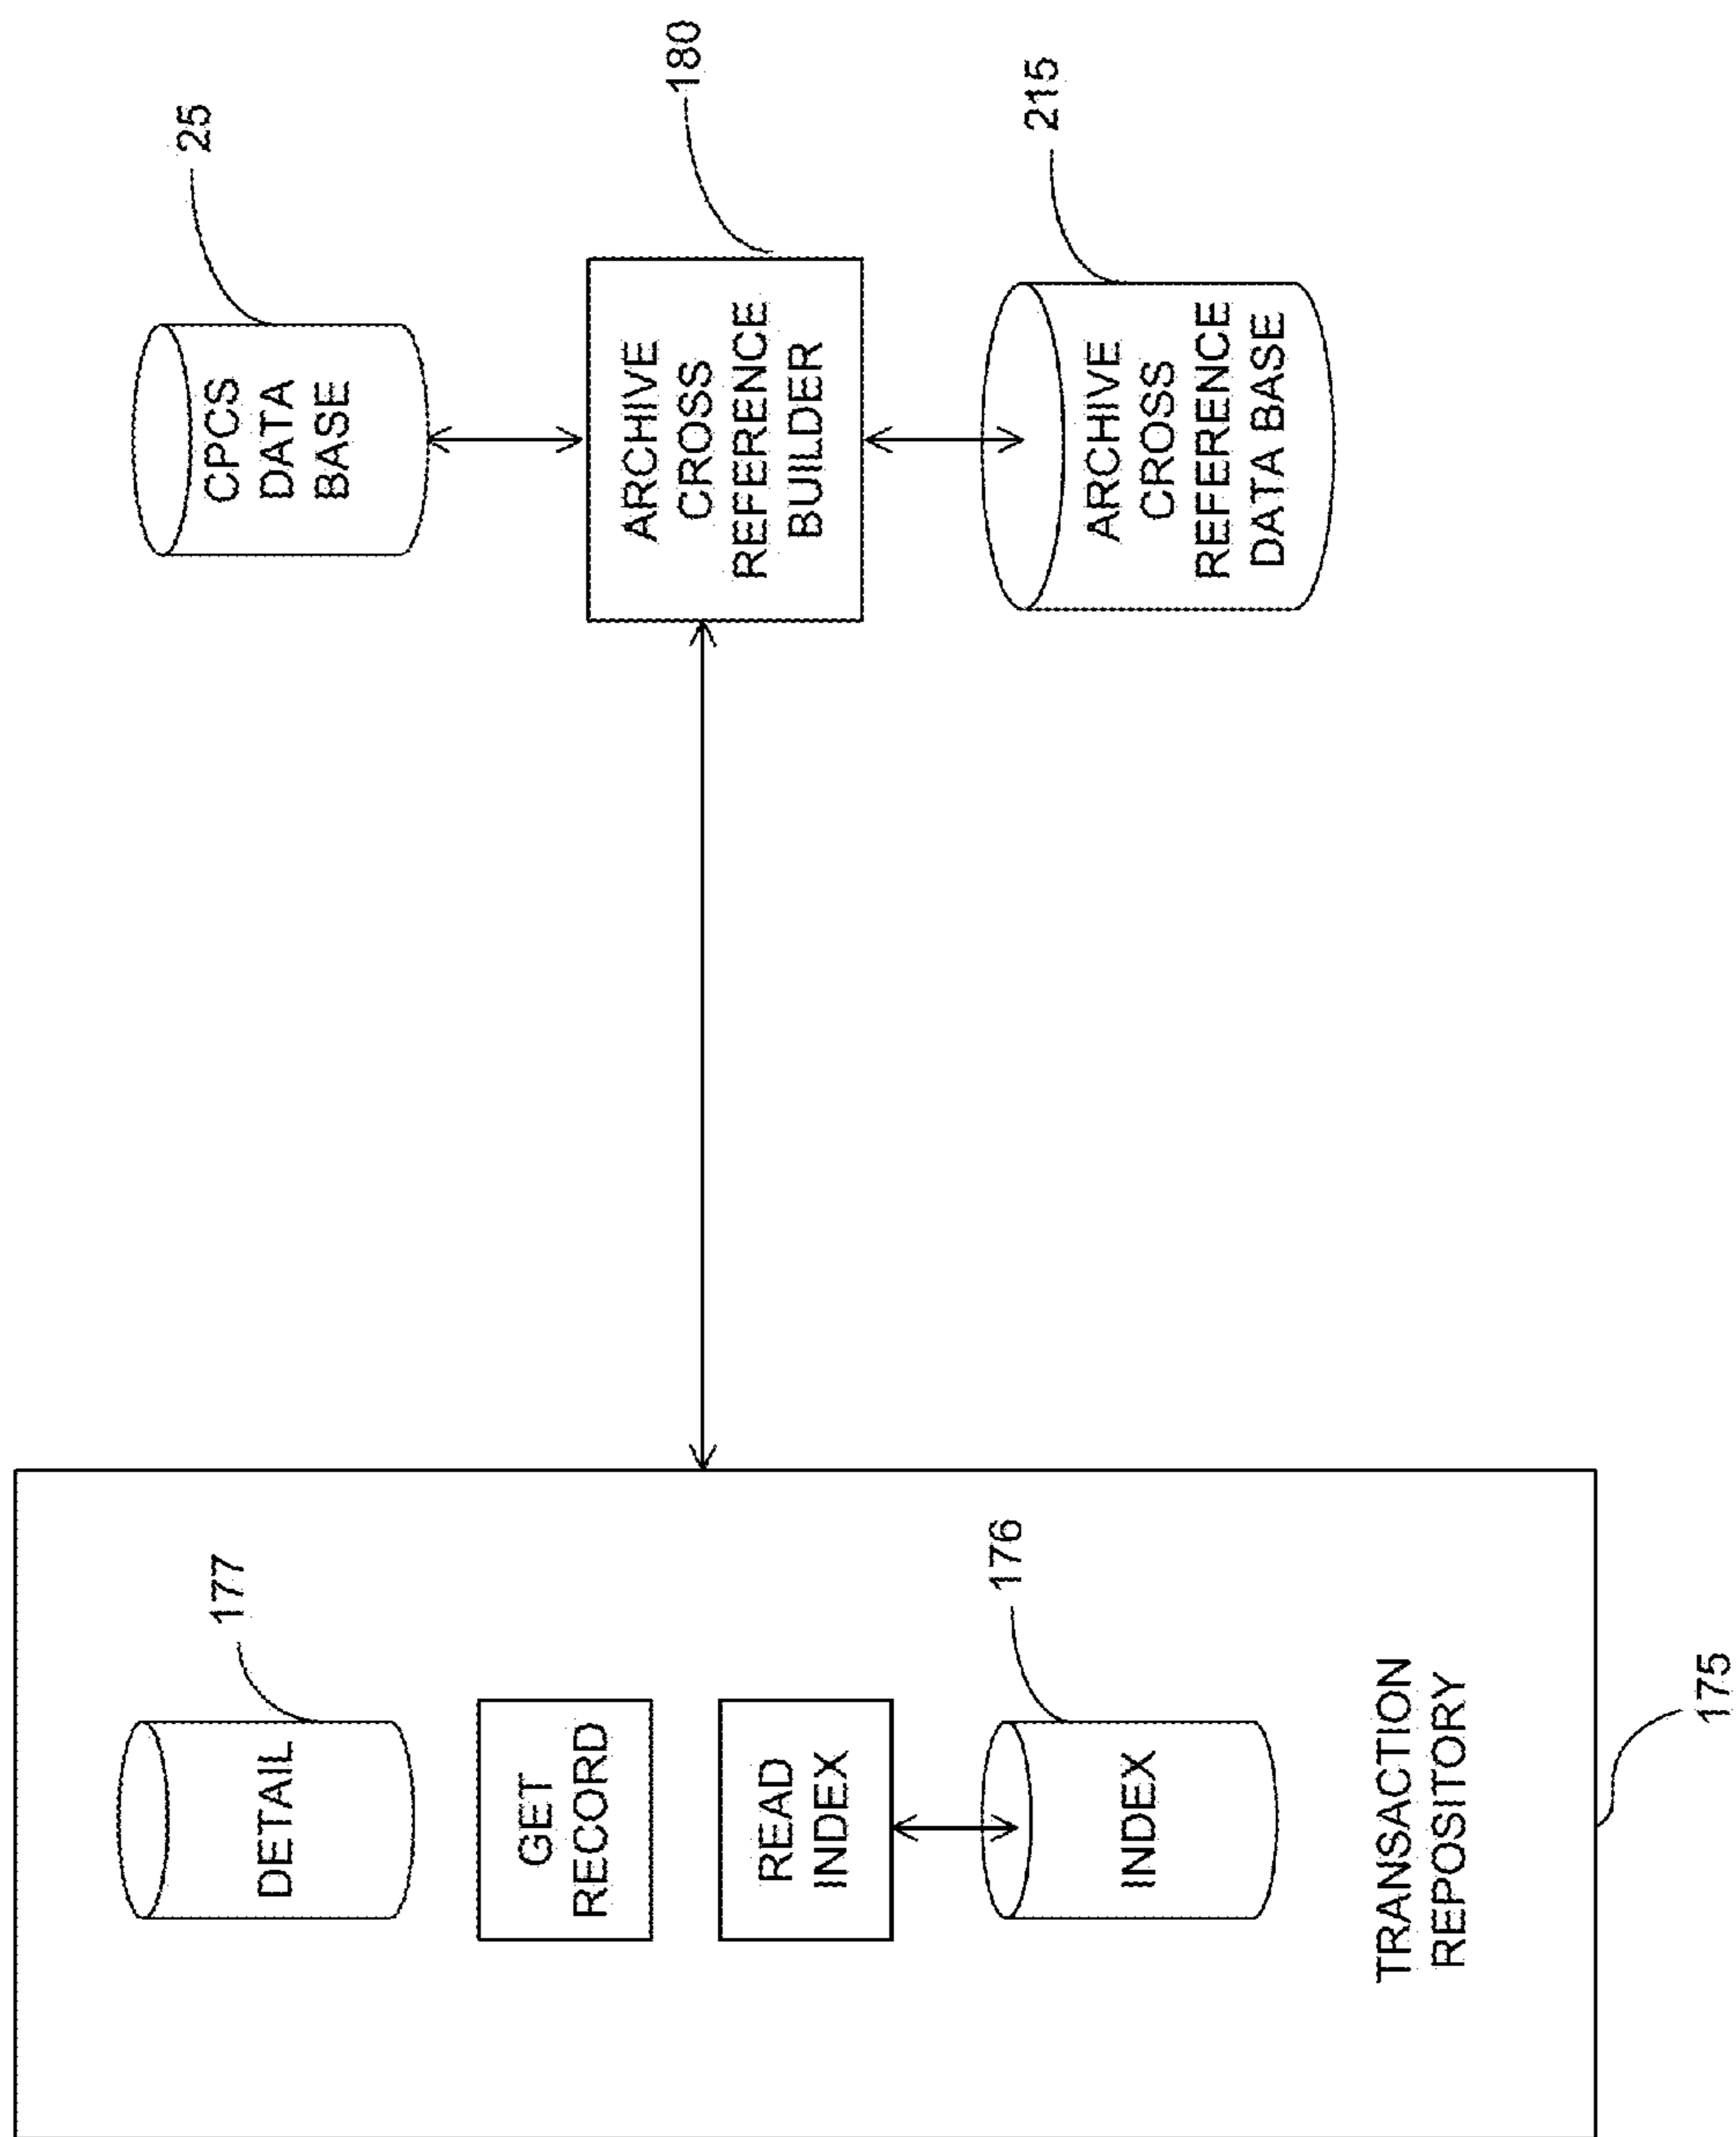 25
CPCS
DATA
BASE
180
ARCHIVE
CROSS
REFERENCE
BUILDER
215
ARCHIVE
CROSS
REFERENCE
DATA BASE
177
DETAIL
GET
RECORD
READ
INDEX
176
INDEX
TRANSACTION
REPOSITORY
175